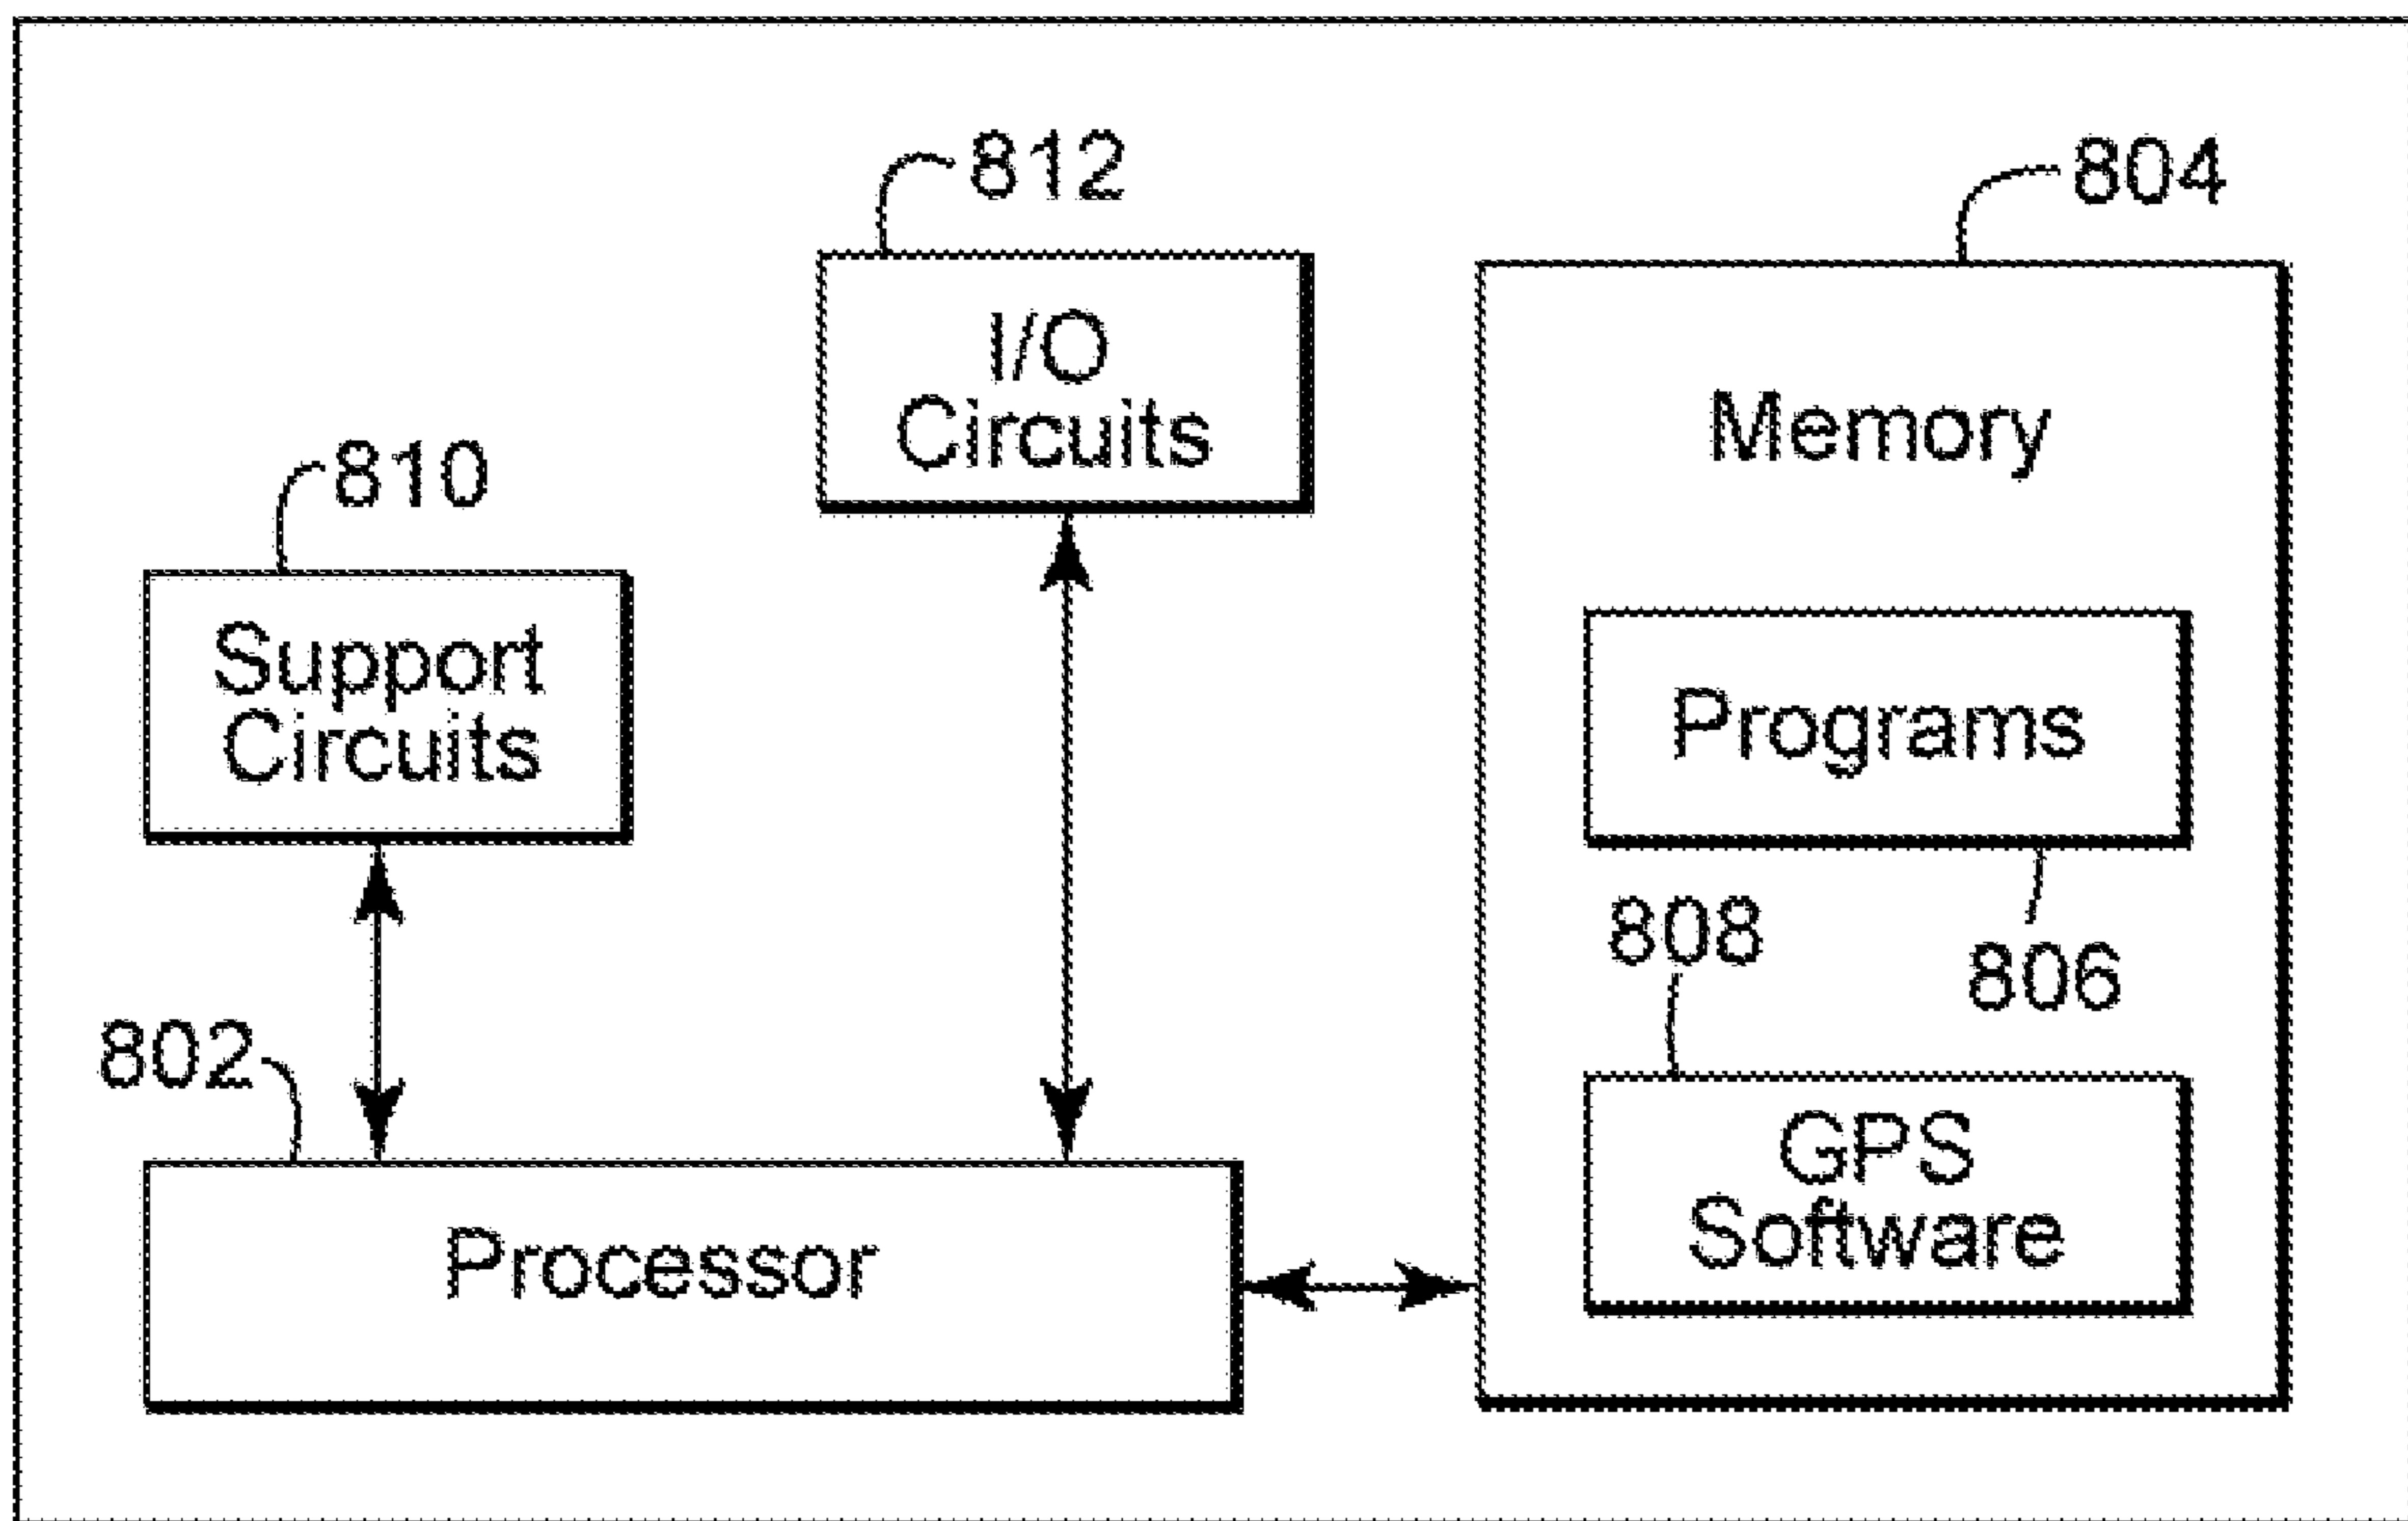 812
804
I/O
Circuits
Memory
810
Support
Circuits
Programs
808
806
802
GPS
Software
Processor